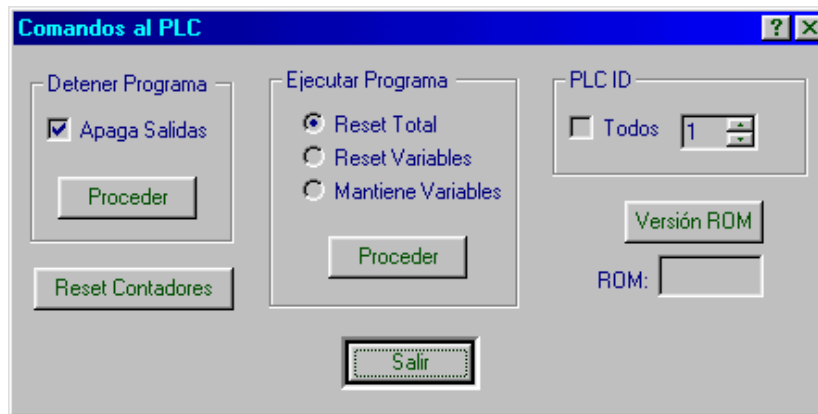 Comandos al PLC
Detener Programa
Apaga Salidas
Proceder
Reset Contadores
Ejecutar Programa
Reset Total
Reset Variables
Mantiene Variables
Proceder
PLC ID
Todos 1
Versión ROM
ROM:
Salir